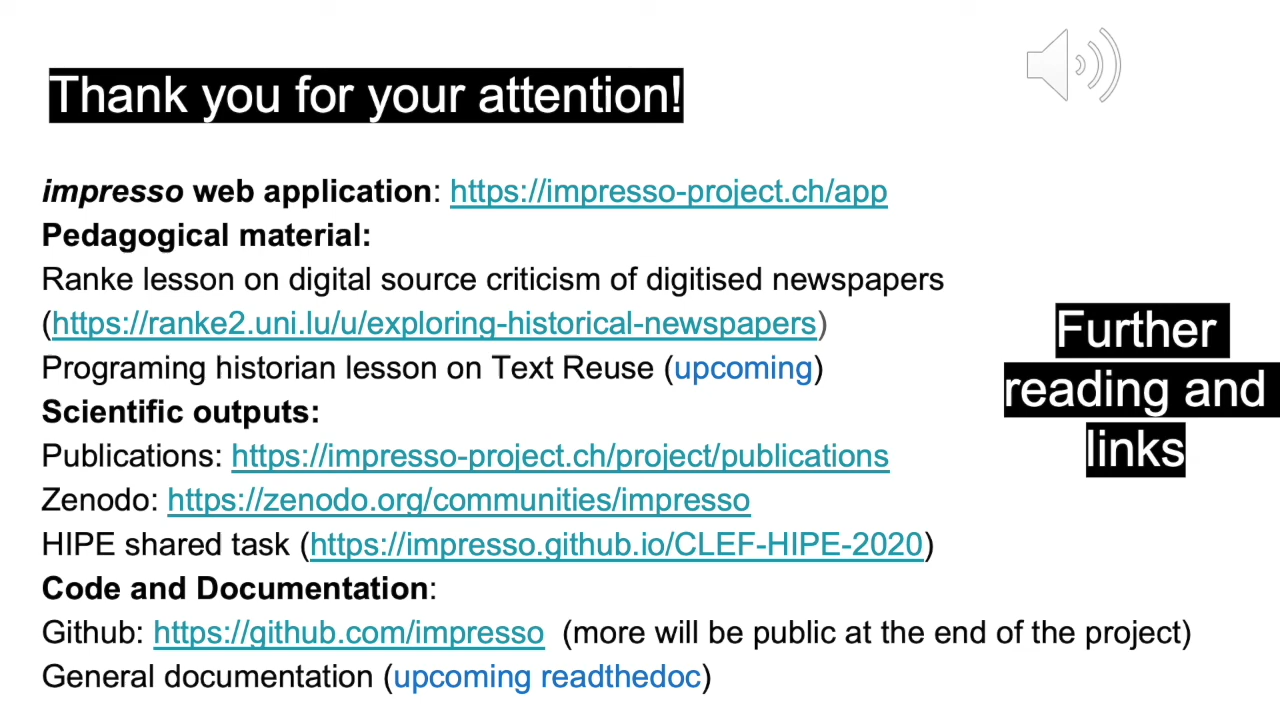 Thank you for your attention!
impresso web application: https://impresso-project.ch/app
Pedagogical material:
Ranke lesson on digital source criticism of digitised newspapers
(https://ranke2.uni.lu/u/exploring-historical-newspapers)
Programing historian lesson on Text Reuse (upcoming)
Scientific outputs:
Publications: https://impresso-project.ch/project/publications
Zenodo: https://zenodo.org/communities/impresso
HIPE shared task (https://impresso.github.io/CLEF-HIPE-2020)
Code and Documentation:
Github: https://github.com/impresso (more will be public at the end of the project)
General documentation (upcoming readthedoc)
Further
reading and
links